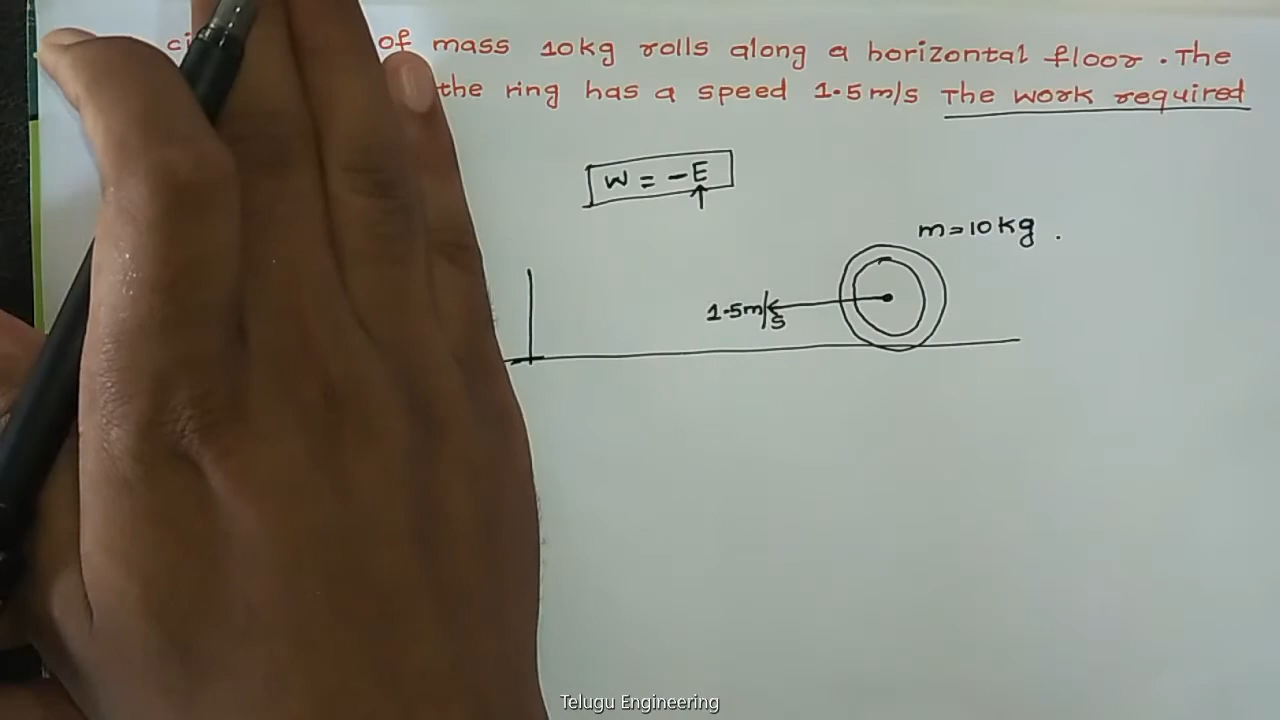 of mass 10kg rolls along a horizontal floor . The
the ring has a speed 1.5 m/s The work required
W = -E
m=10kg .
1.5m/s
Telugu Engineering